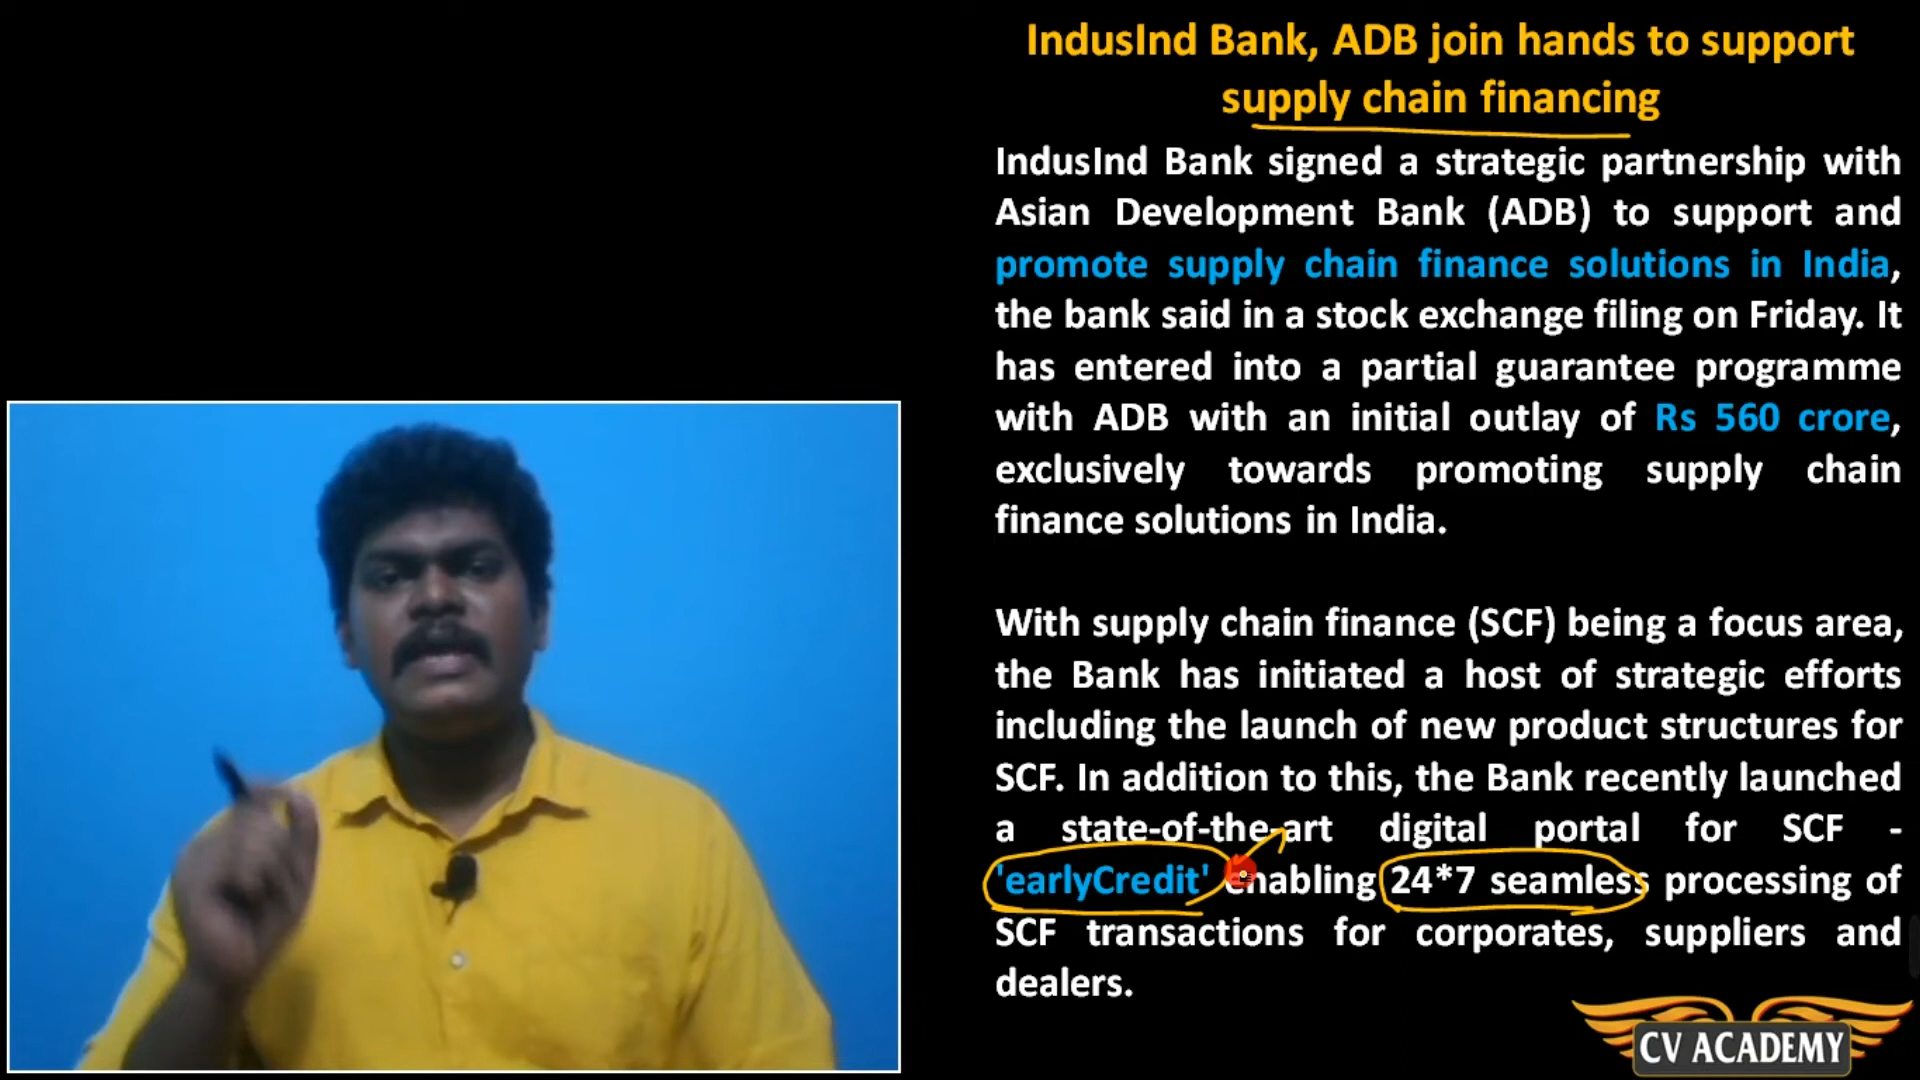 IndusInd Bank, ADB join hands to support
supply chain financing
IndusInd Bank signed a strategic partnership with
Asian Development Bank (ADB) to support and
promote supply chain finance solutions in India,
the bank said in a stock exchange filing on Friday. It
has entered into a partial guarantee programme
with ADB with an initial outlay of Rs 560 crore,
exclusively towards promoting supply chain
finance solutions in India.
With supply chain finance (SCF) being a focus area,
the Bank has initiated a host of strategic efforts
including the launch of new product structures for
SCF. In addition to this, the Bank recently launched
a state-of-the-art digital portal for SCF -
'earlyCredit' enabling 24*7 seamless processing of
SCF transactions for corporates, suppliers and
dealers.
CV ACADEMY